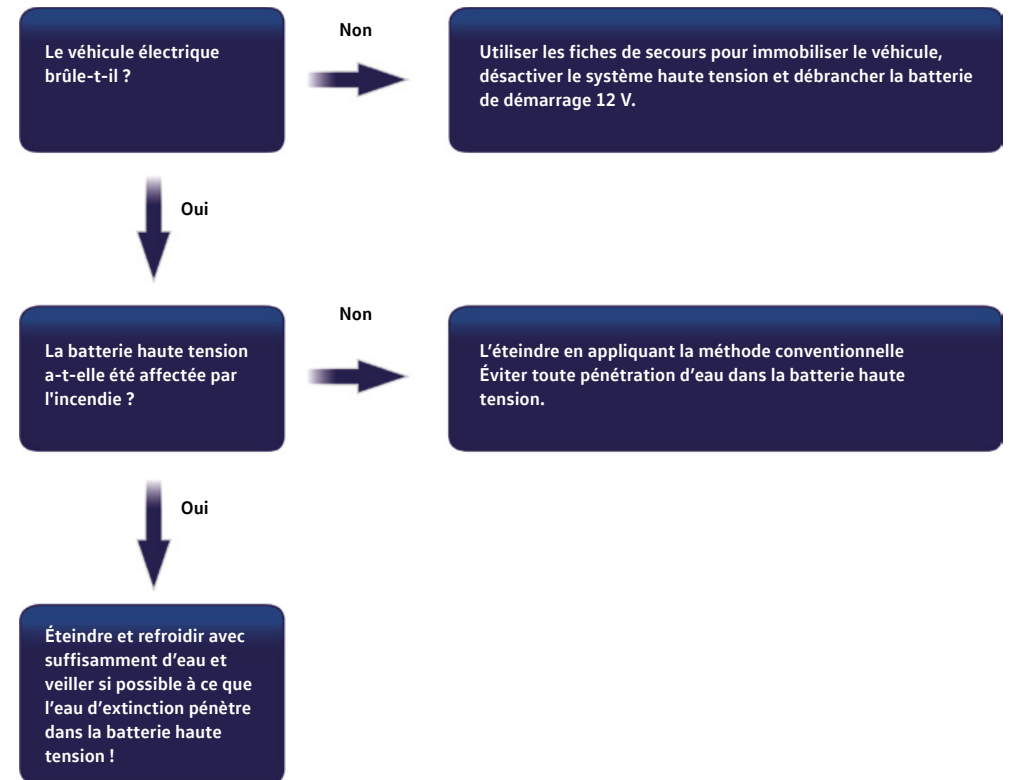 Le véhicule électrique
brûle-t-il ?
Non
Utiliser les fiches de secours pour immobiliser le véhicule,
désactiver le système haute tension et débrancher la batterie
de démarrage 12 V.
Oui
La batterie haute tension
a-t-elle été affectée par
l'incendie ?
Non
L’éteindre en appliquant la méthode conventionnelle
Éviter toute pénétration d’eau dans la batterie haute
tension.
Oui
Éteindre et refroidir avec
suffisamment d’eau et
veiller si possible à ce que
l’eau d’extinction pénètre
dans la batterie haute
tension !